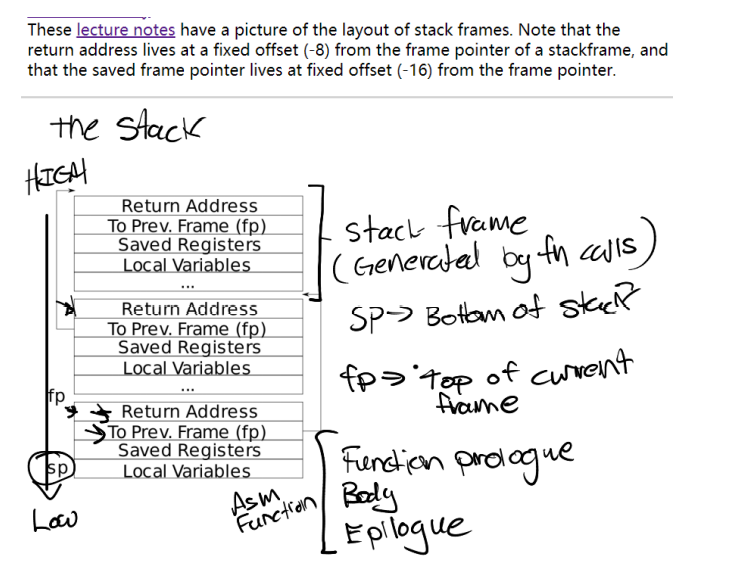 These lecture notes have a picture of the layout of stack frames. Note that the
return address lives at a fixed offset (-8) from the frame pointer of a stackframe, and
that the saved frame pointer lives at fixed offset (-16) from the frame pointer.
the Stack
HIGH
Return Address
To Prev. Frame (fp)
Saved Registers
Local Variables
...
Stack frame
(Generated by fn calls)
Return Address
To Prev. Frame (fp)
Saved Registers
Local Variables
...
SP → Bottom of stack
fp → Top of current
frame
fp
Return Address
To Prev. Frame (fp)
Saved Registers
sp
Local Variables
Low
Asm
Function
Function prologue
Body
Epilogue